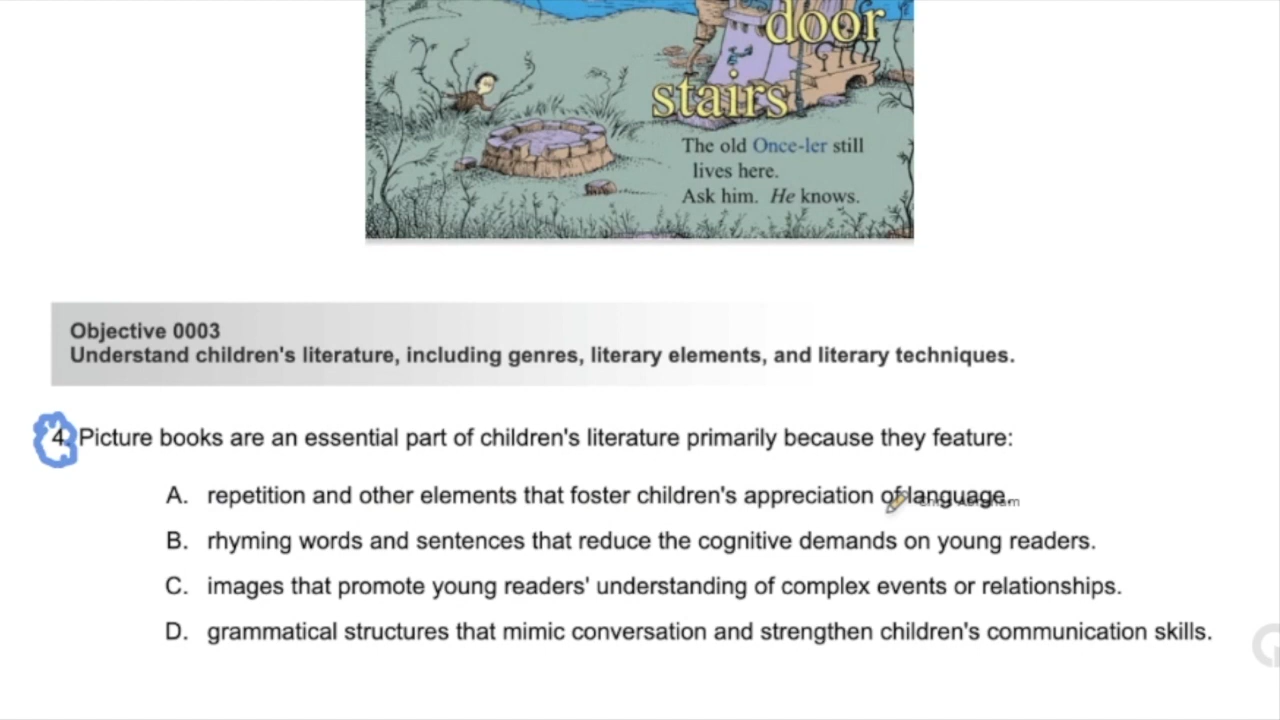 door
stairs
The old Once-ler still
lives here.
Ask him. He knows.
Objective 0003
Understand children's literature, including genres, literary elements, and literary techniques.
4. Picture books are an essential part of children's literature primarily because they feature:
A. repetition and other elements that foster children's appreciation of language.
B. rhyming words and sentences that reduce the cognitive demands on young readers.
C. images that promote young readers' understanding of complex events or relationships.
D. grammatical structures that mimic conversation and strengthen children's communication skills.